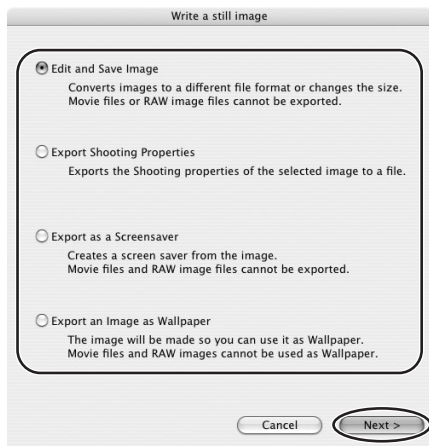 Write a still image
Edit and Save Image
Converts images to a different file format or changes the size.
Movie files or RAW image files cannot be exported.
Export Shooting Properties
Exports the Shooting properties of the selected image to a file.
Export as a Screensaver
Creates a screen saver from the image.
Movie files and RAW image files cannot be exported.
Export an Image as Wallpaper
The image will be made so you can use it as Wallpaper.
Movie files and RAW images cannot be used as Wallpaper.
Cancel
Next >